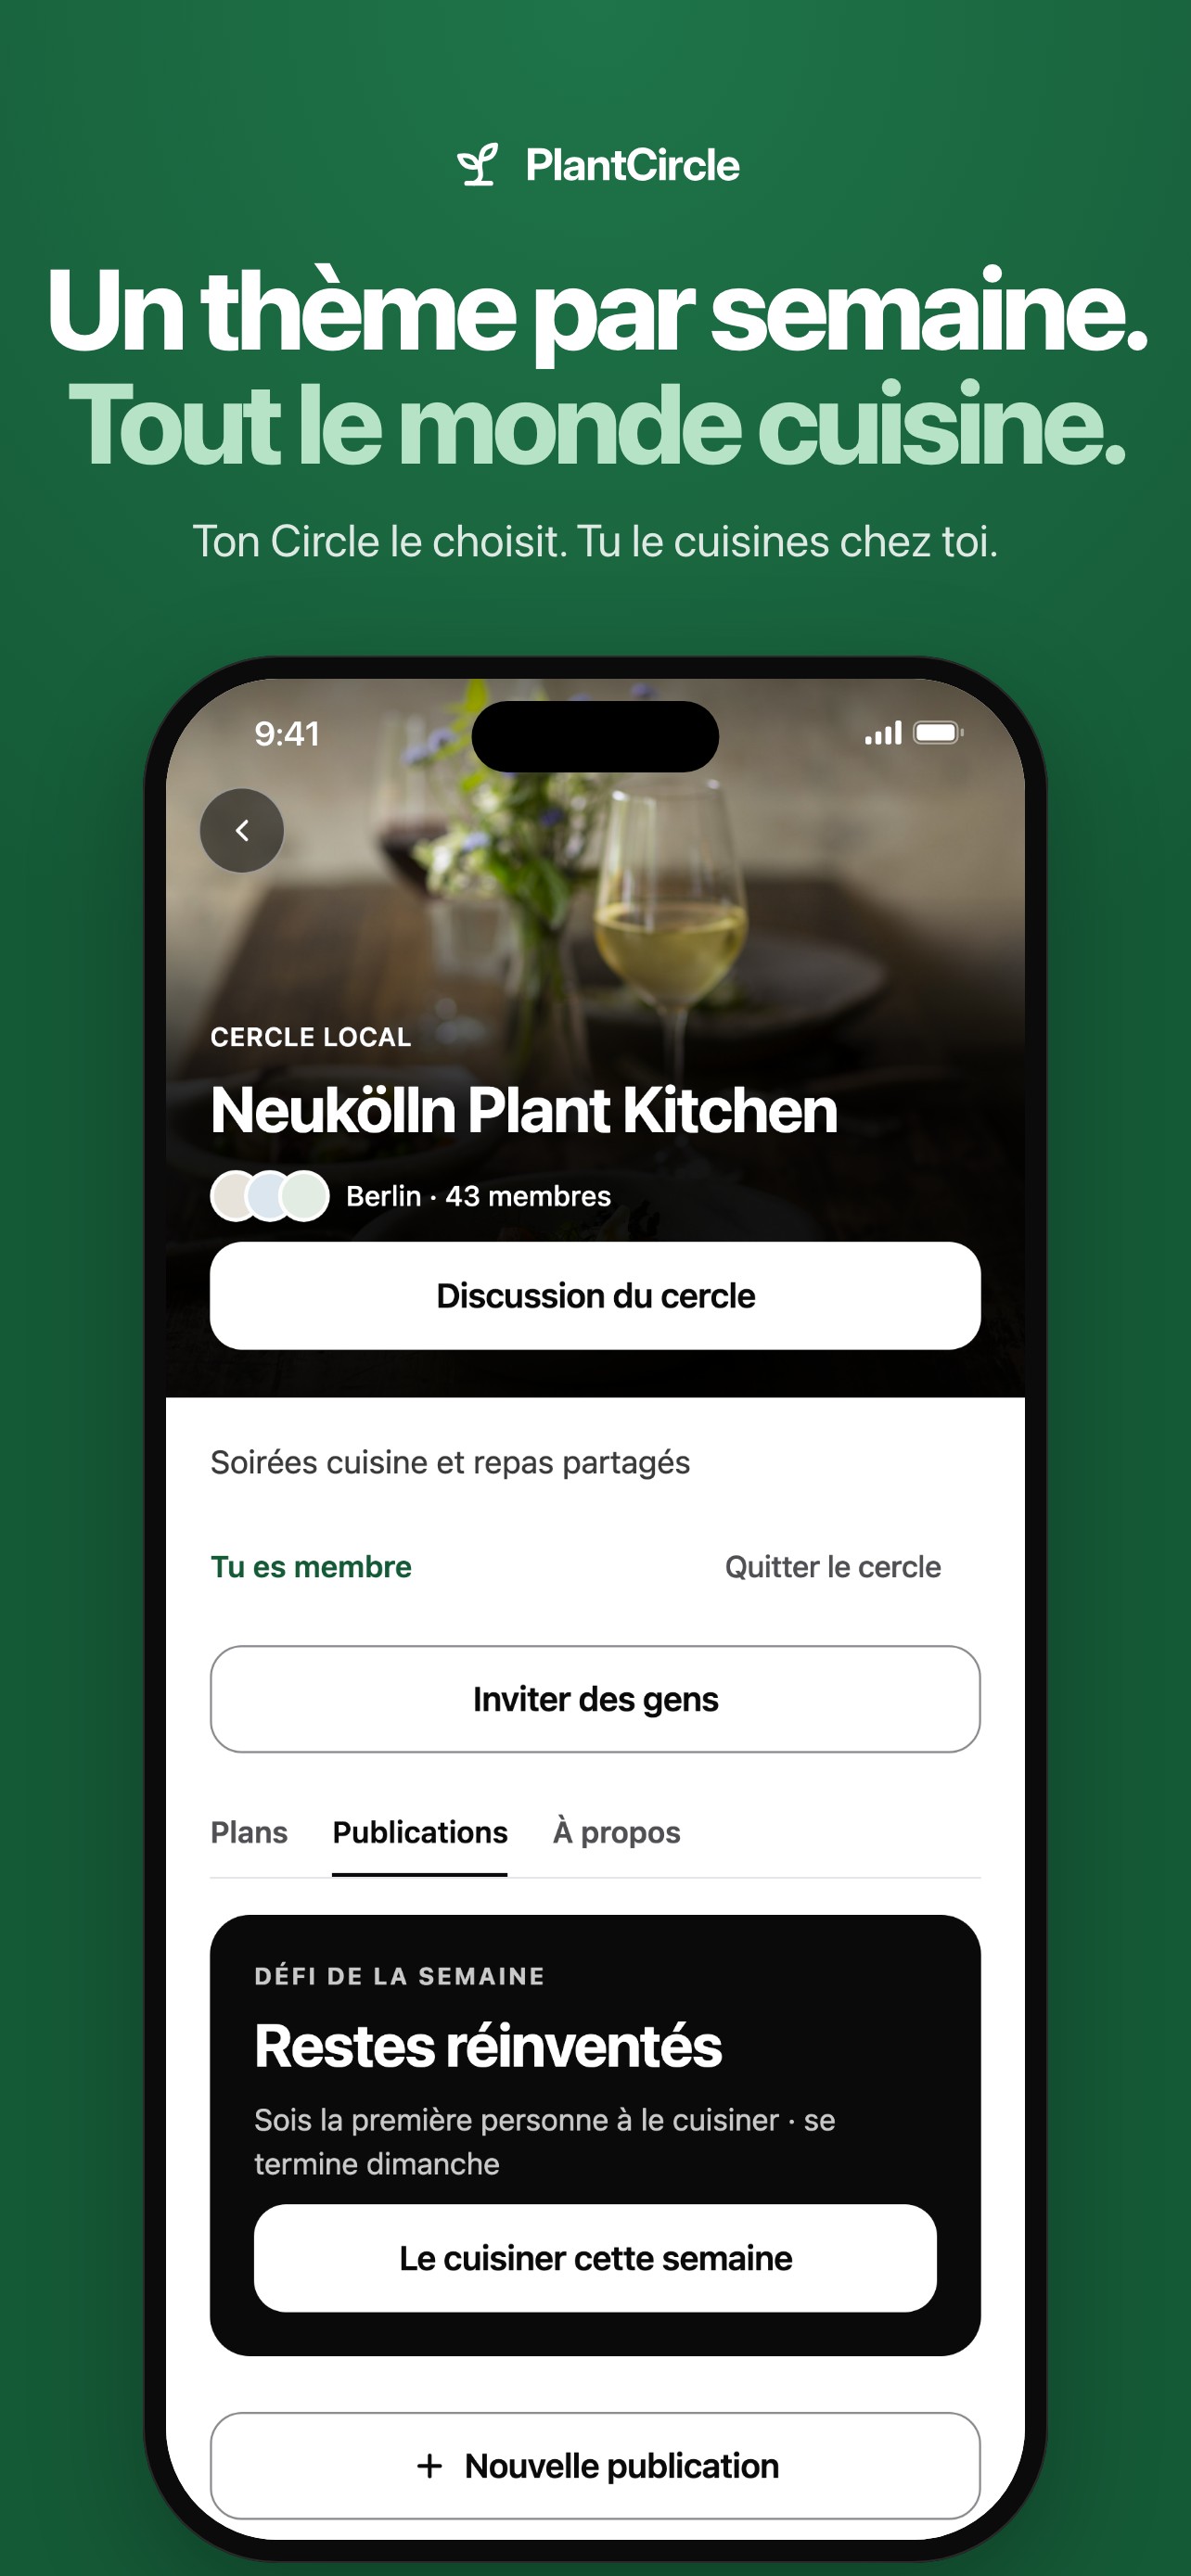 PlantCircle
Un thème par semaine.
Tout le monde cuisine.
Ton Circle le choisit. Tu le cuisines chez toi.
9:41
CERCLE LOCAL
Neukölln Plant Kitchen
Berlin · 43 membres
Discussion du cercle
Soirées cuisine et repas partagés
Tu es membre
Quitter le cercle
Inviter des gens
Plans
Publications
À propos
DÉFI DE LA SEMAINE
Restes réinventés
Sois la première personne à le cuisiner · se
termine dimanche
Le cuisiner cette semaine
+ Nouvelle publication